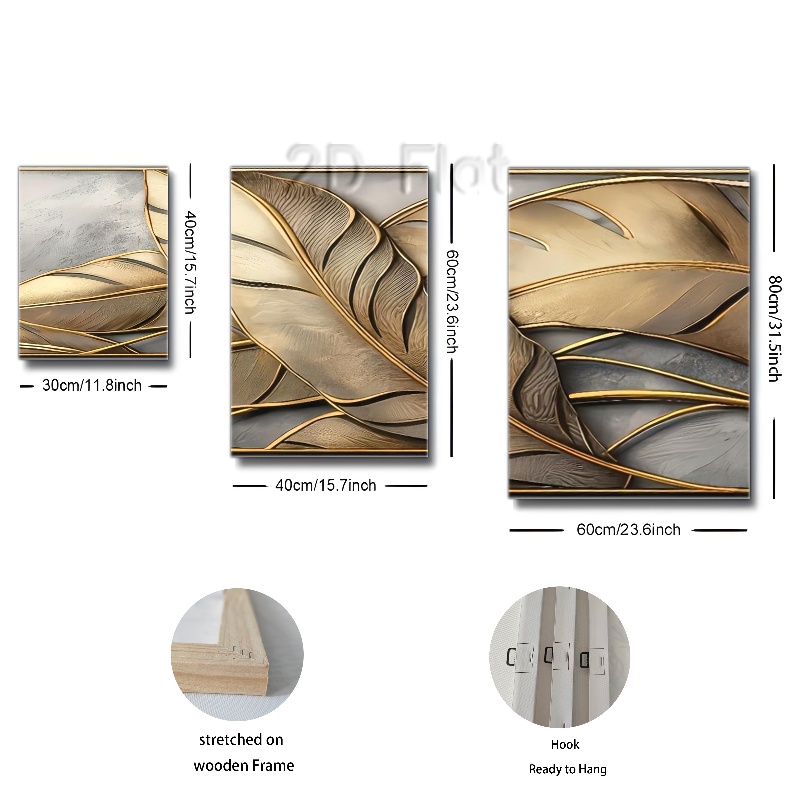 2D Flat
40cm/15.7inch
30cm/11.8inch
60cm/23.6inch
40cm/15.7inch
80cm/31.5inch
60cm/23.6inch
stretched on
wooden Frame
Hook
Ready to Hang